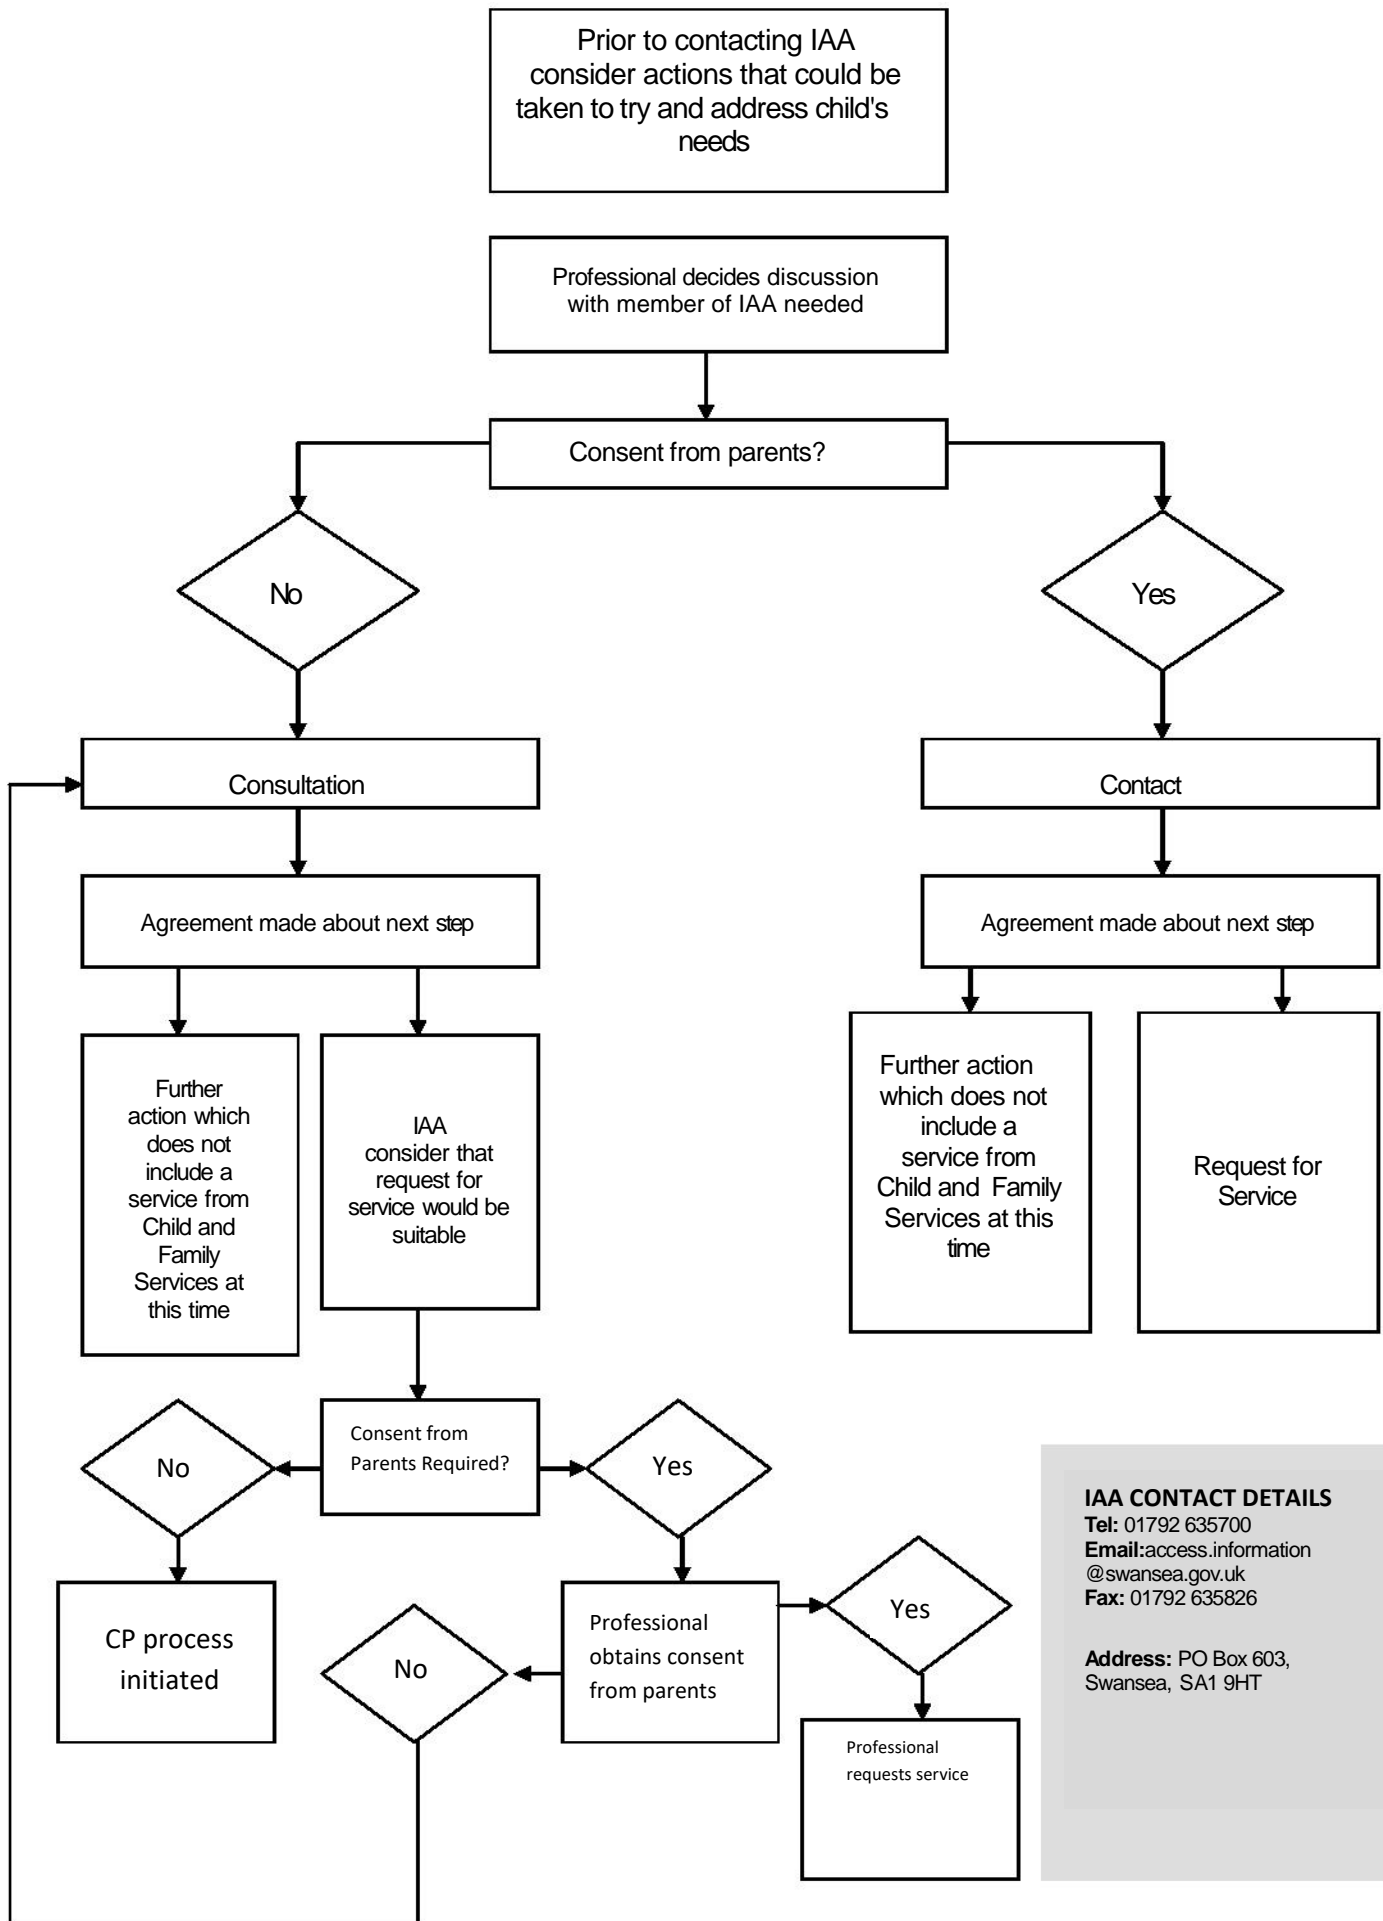 Prior to contacting IAA
consider actions that could be
taken to try and address child's
needs
Professional decides discussion
with member of IAA needed
Consent from parents?
No
Yes
Consultation
Contact
Agreement made about next step
Agreement made about next step
Further
action which
does not
include a
service from
Child and
Family
Services at
this time
IAA
consider that
request for
service would be
suitable
Further action
which does not
include a
service from
Child and Family
Services at this
time
Request for
Service
No
Consent from
Parents Required?
Yes
CP process
initiated
No
Professional
obtains consent
from parents
Yes
Professional
requests service
IAA CONTACT DETAILS
Tel: 01792 635700
Email:access.information
@swansea.gov.uk
Fax: 01792 635826
Address: PO Box 603,
Swansea, SA1 9HT